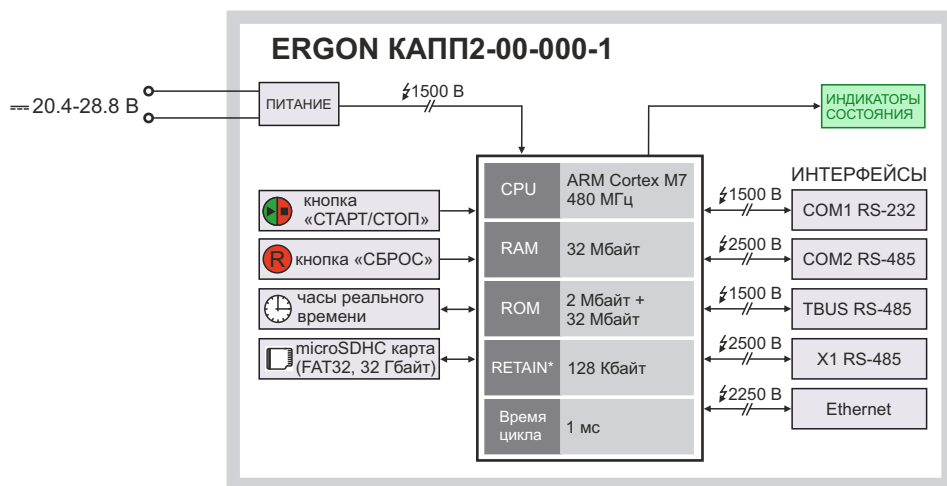 ERGON КАПП2-00-000-1
20.4-28.8 В
ПИТАНИЕ
1500 В
ИНДИКАТОРЫ
СОСТОЯНИЯ
кнопка
«СТАРТ/СТОП»
R
кнопка «СБРОС»
часы реального
времени
microSDHC карта
(FAT32, 32 Гбайт)
CPU
ARM Cortex M7
480 МГц
RAM
32 Мбайт
ROM
2 Мбайт +
32 Мбайт
RETAIN*
128 Кбайт
Время
цикла
1 мс
ИНТЕРФЕЙСЫ
1500 В
COM1 RS-232
2500 В
COM2 RS-485
1500 В
TBUS RS-485
2500 В
X1 RS-485
2250 В
Ethernet